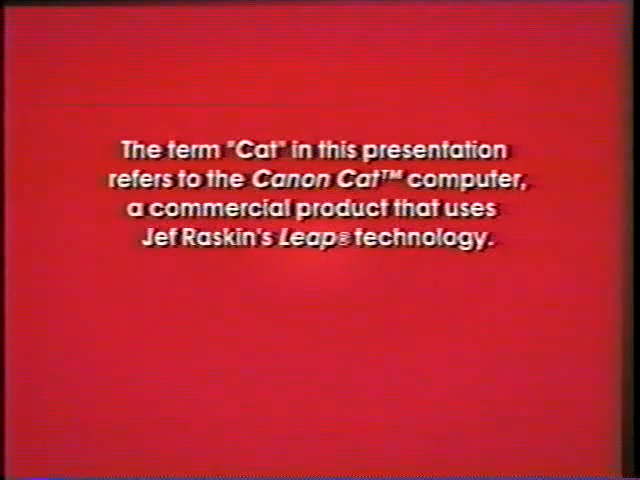 The term "Cat" in this presentation
refers to the Canon Cat™ computer,
a commercial product that uses
Jef Raskin's Leap® technology.